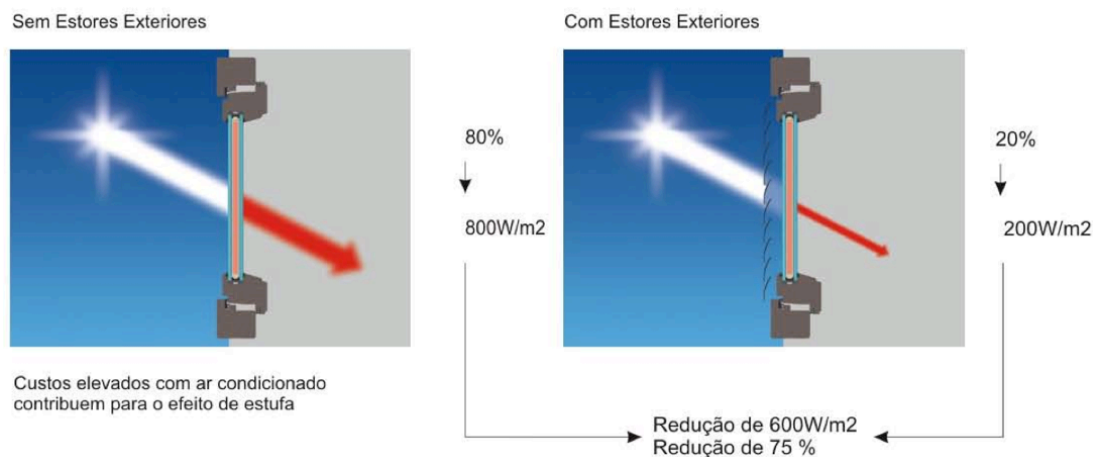 Sem Estores Exteriores
Com Estores Exteriores
80%
800W/m2
20%
200W/m2
Custos elevados com ar condicionado
contribuem para o efeito de estufa
Redução de 600W/m2
Redução de 75 %